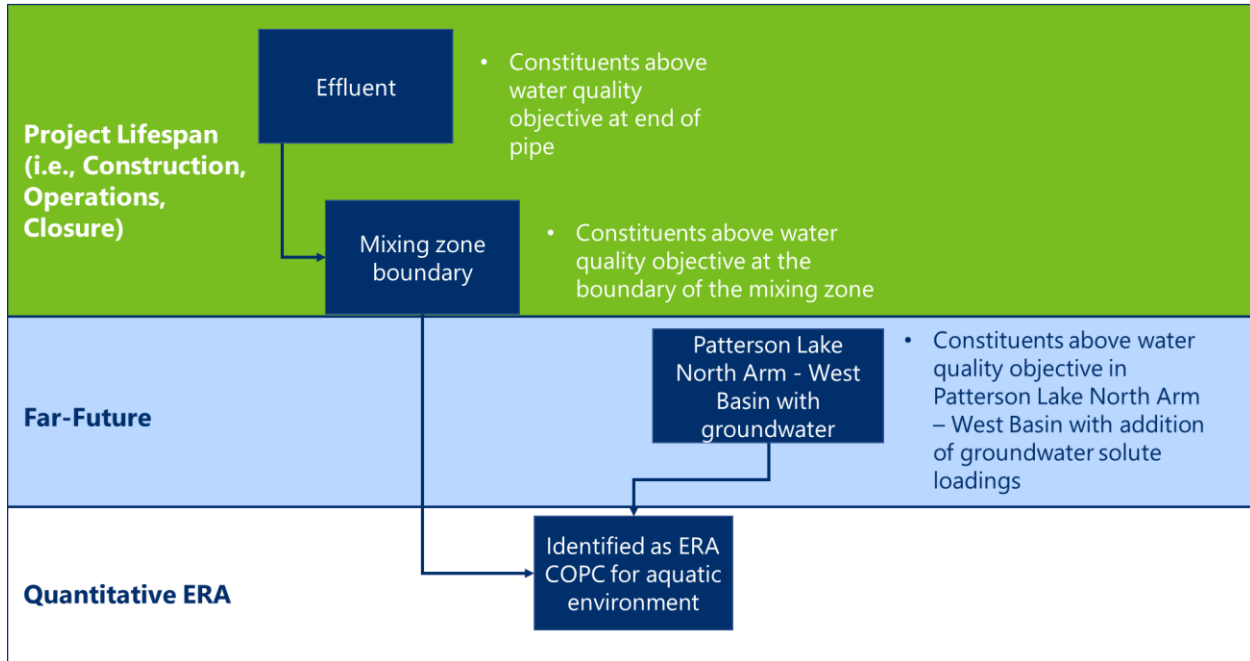 Project Lifespan
(i.e., Construction,
Operations,
Closure)
Effluent
• Constituents above
water quality
objective at end of
pipe
Mixing zone
boundary
• Constituents above water
quality objective at the
boundary of the mixing zone
Far-Future
Patterson Lake
North Arm - West
Basin with
groundwater
• Constituents above water
quality objective in
Patterson Lake North Arm
– West Basin with addition
of groundwater solute
loadings
Quantitative ERA
Identified as ERA
COPC for aquatic
environment